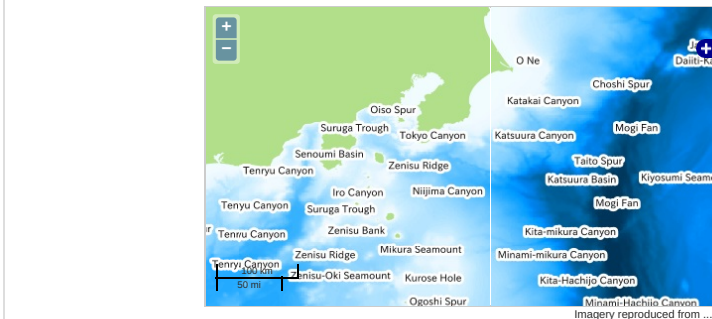 +
−
O Ne
Daiiti-Ka
Choshi Spur
Katakai Canyon
Oiso Spur
Suruga Trough
Tokyo Canyon
Katsuura Canyon
Mogi Fan
Senoumi Basin
Zenisu Ridge
Taito Spur
Tenryu Canyon
Katsuura Basin
Kiyosumi Seam
Iro Canyon
Niijima Canyon
Tenryu Canyon
Suruga Trough
Mogi Fan
Tenryu Canyon
Zenisu Bank
Kita-mikura Canyon
Zenisu Ridge
Mikura Seamount
Minami-mikura Canyon
Tenryu Canyon
100 km
Zenisu-Oki Seamount
Kurose Hole
Kita-Hachijo Canyon
50 mi
Ogoshi Spur
Minami-Hachijo Canyon
Imagery reproduced from ...